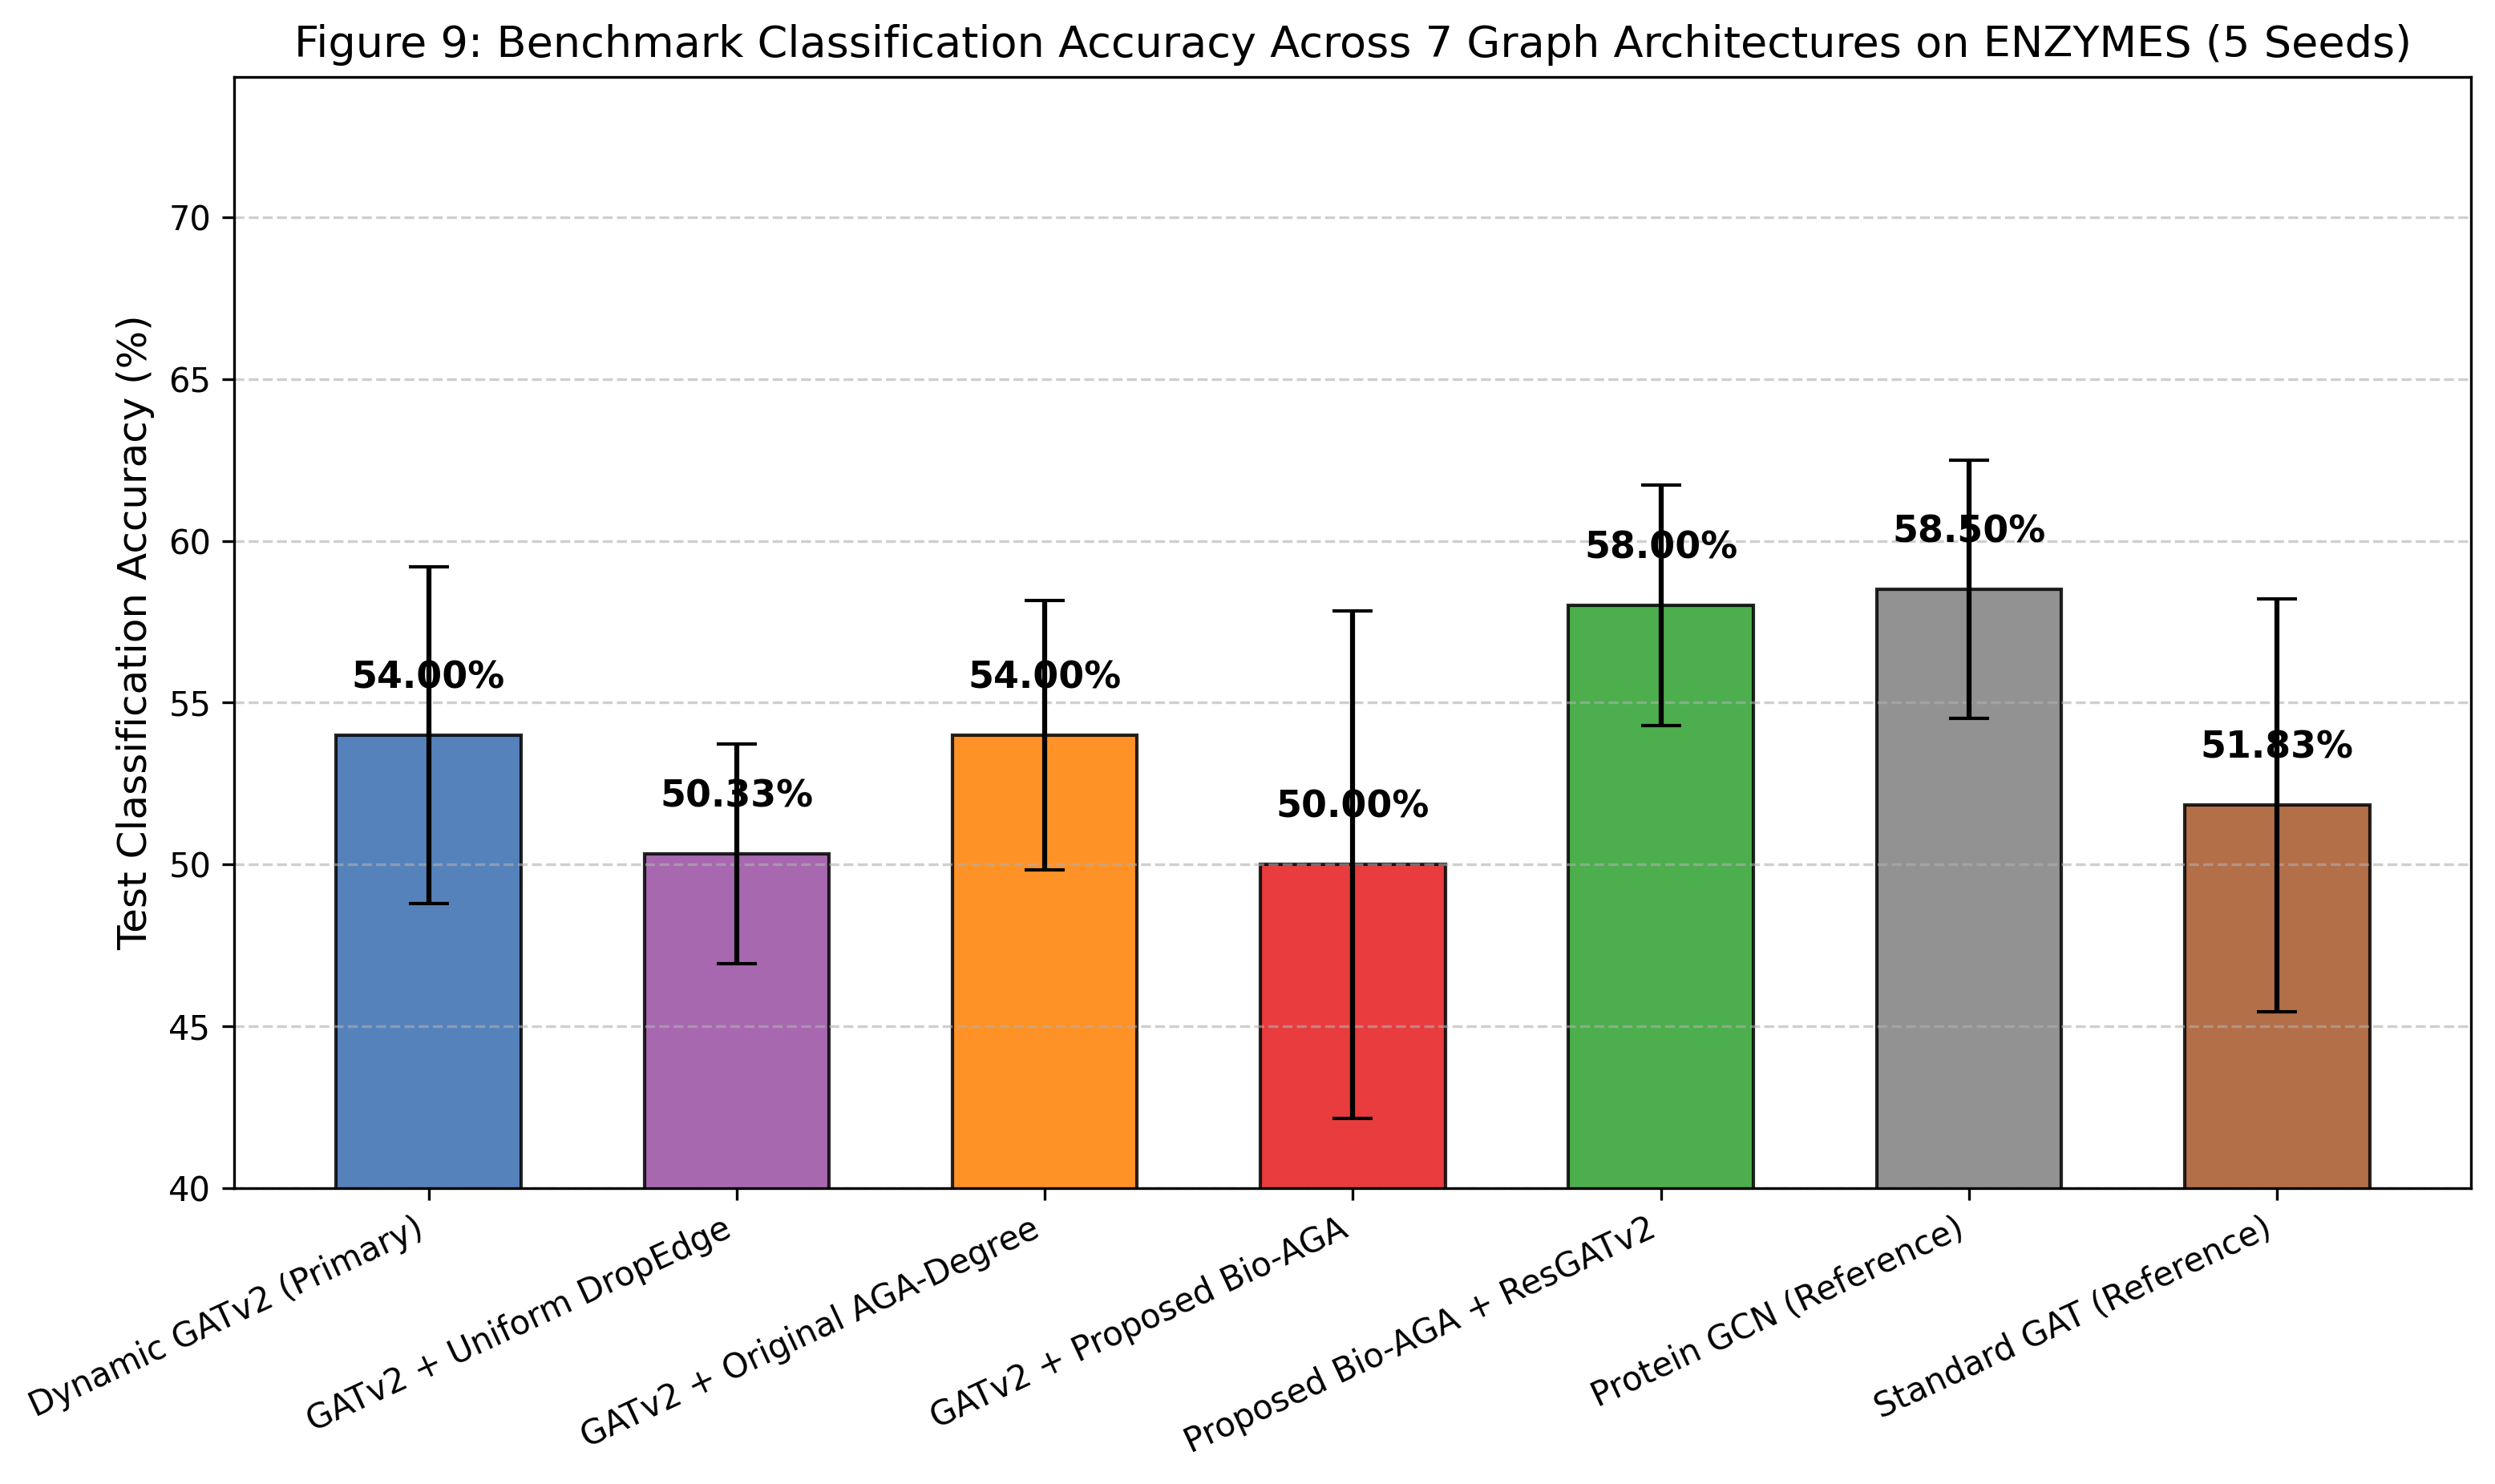 Figure 9: Benchmark Classification Accuracy Across 7 Graph Architectures on ENZYMES (5 Seeds)
Test Classification Accuracy (%)
70
65
60
55
50
45
40
54.00%
50.33%
54.00%
50.00%
58.00%
58.50%
51.83%
Dynamic GATv2 (Primary)
GATv2 + Uniform DropEdge
GATv2 + Original AGA-Degree
GATv2 + Proposed Bio-AGA
Proposed Bio-AGA + ResGATv2
Protein GCN (Reference)
Standard GAT (Reference)